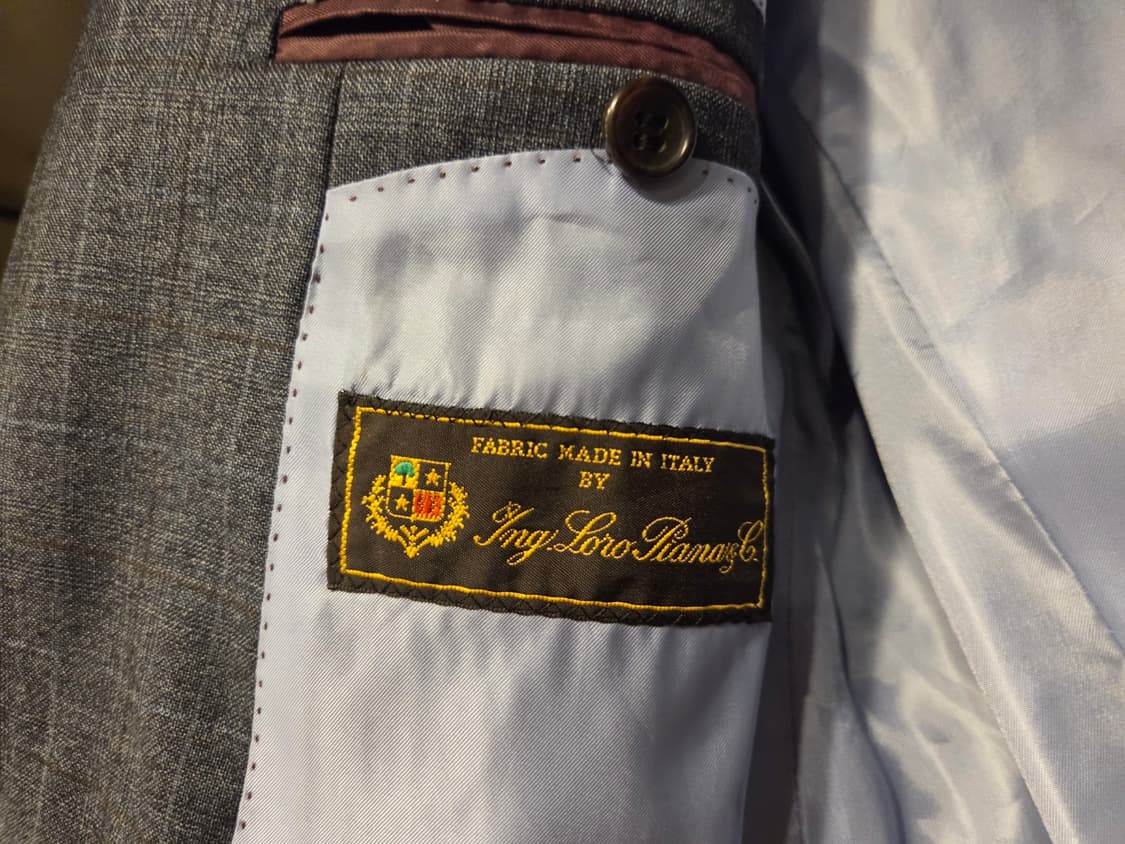 FABRIC MADE IN ITALY
BY
Ing. Loro Piana & C.